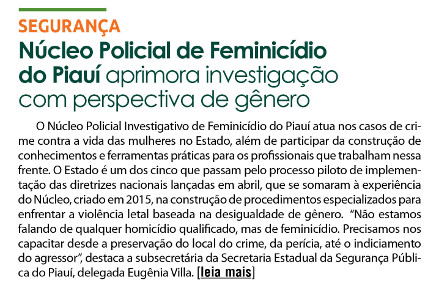 SEGURANÇA
Núcleo Policial de Feminicídio
do Piauí aprimora investigação
com perspectiva de gênero
O Núcleo Policial Investigativo de Feminicídio do Piauí atua nos casos de cri-
me contra a vida das mulheres no Estado, além de participar da construção de
conhecimentos e ferramentas práticas para os profissionais que trabalham nessa
frente. O Estado é um dos cinco que passam pelo processo piloto de implemen-
tação das diretrizes nacionais lançadas em abril, que se somaram à experiência
do Núcleo, criado em 2015, na construção de procedimentos especializados para
enfrentar a violência letal baseada na desigualdade de gênero. “Não estamos
falando de qualquer homicídio qualificado, mas de feminicídio. Precisamos nos
capacitar desde a preservação do local do crime, da perícia, até o indiciamento
do agressor”, destaca a subsecretária da Secretaria Estadual da Segurança Públi-
ca do Piauí, delegada Eugênia Villa. [leia mais]